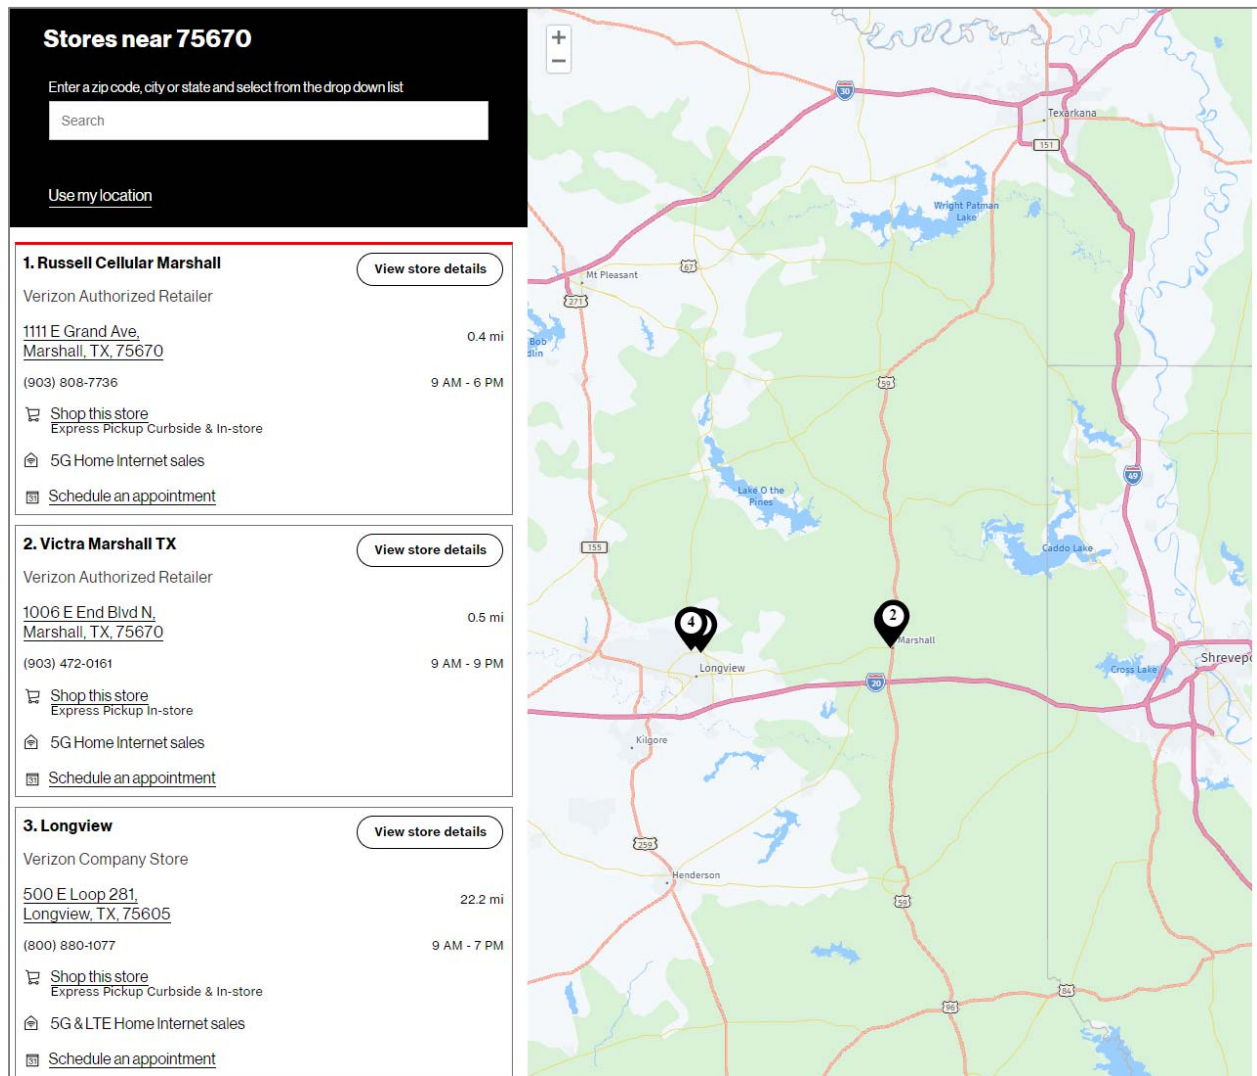 Stores near 75670
Enter a zip code, city or state and select from the drop down list
Search
Use my location
1. Russell Cellular Marshall
View store details
Verizon Authorized Retailer
1111 E Grand Ave,
Marshall, TX, 75670
0.4 mi
(903) 808-7736
9 AM - 6 PM
Shop this store
Express Pickup Curbside & In-store
5G Home Internet sales
31
Schedule an appointment
2. Victra Marshall TX
View store details
Verizon Authorized Retailer
1006 E End Blvd N,
Marshall, TX, 75670
0.5 mi
(903) 472-0161
9 AM - 9 PM
Shop this store
Express Pickup In-store
5G Home Internet sales
31
Schedule an appointment
3. Longview
View store details
Verizon Company Store
500 E Loop 281,
Longview, TX, 75605
22.2 mi
(800) 880-1077
9 AM - 7 PM
Shop this store
Express Pickup Curbside & In-store
5G & LTE Home Internet sales
31
Schedule an appointment
+
−
30
Texarkana
151
Wright Patman
Lake
67
Mt Pleasant
271
Bob
dlin
59
49
Lake O the
Pines
155
Caddo Lake
4
2
Marshall
Longview
Cross Lake
Shrevepo
20
Kilgore
259
Henderson
59
84
96